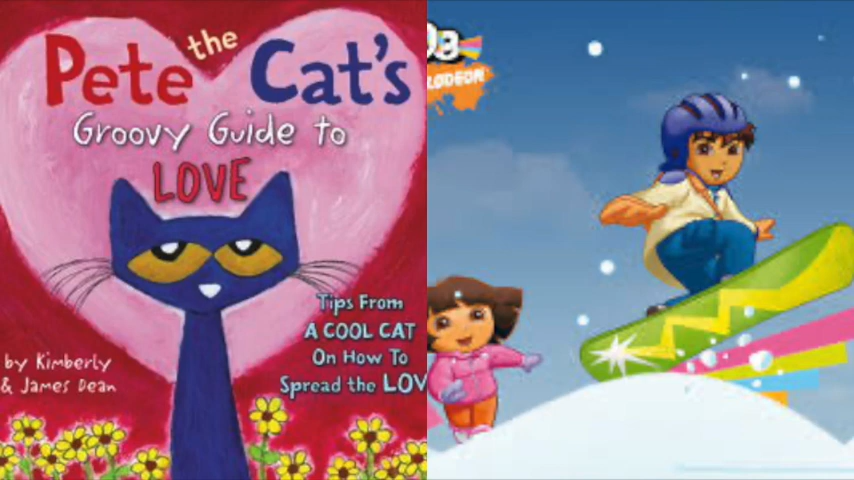 Pete the Cat's
Groovy Guide to
LOVE
Tips From
A COOL CAT
On How To
Spread the LOV
by Kimberly
& James Dean